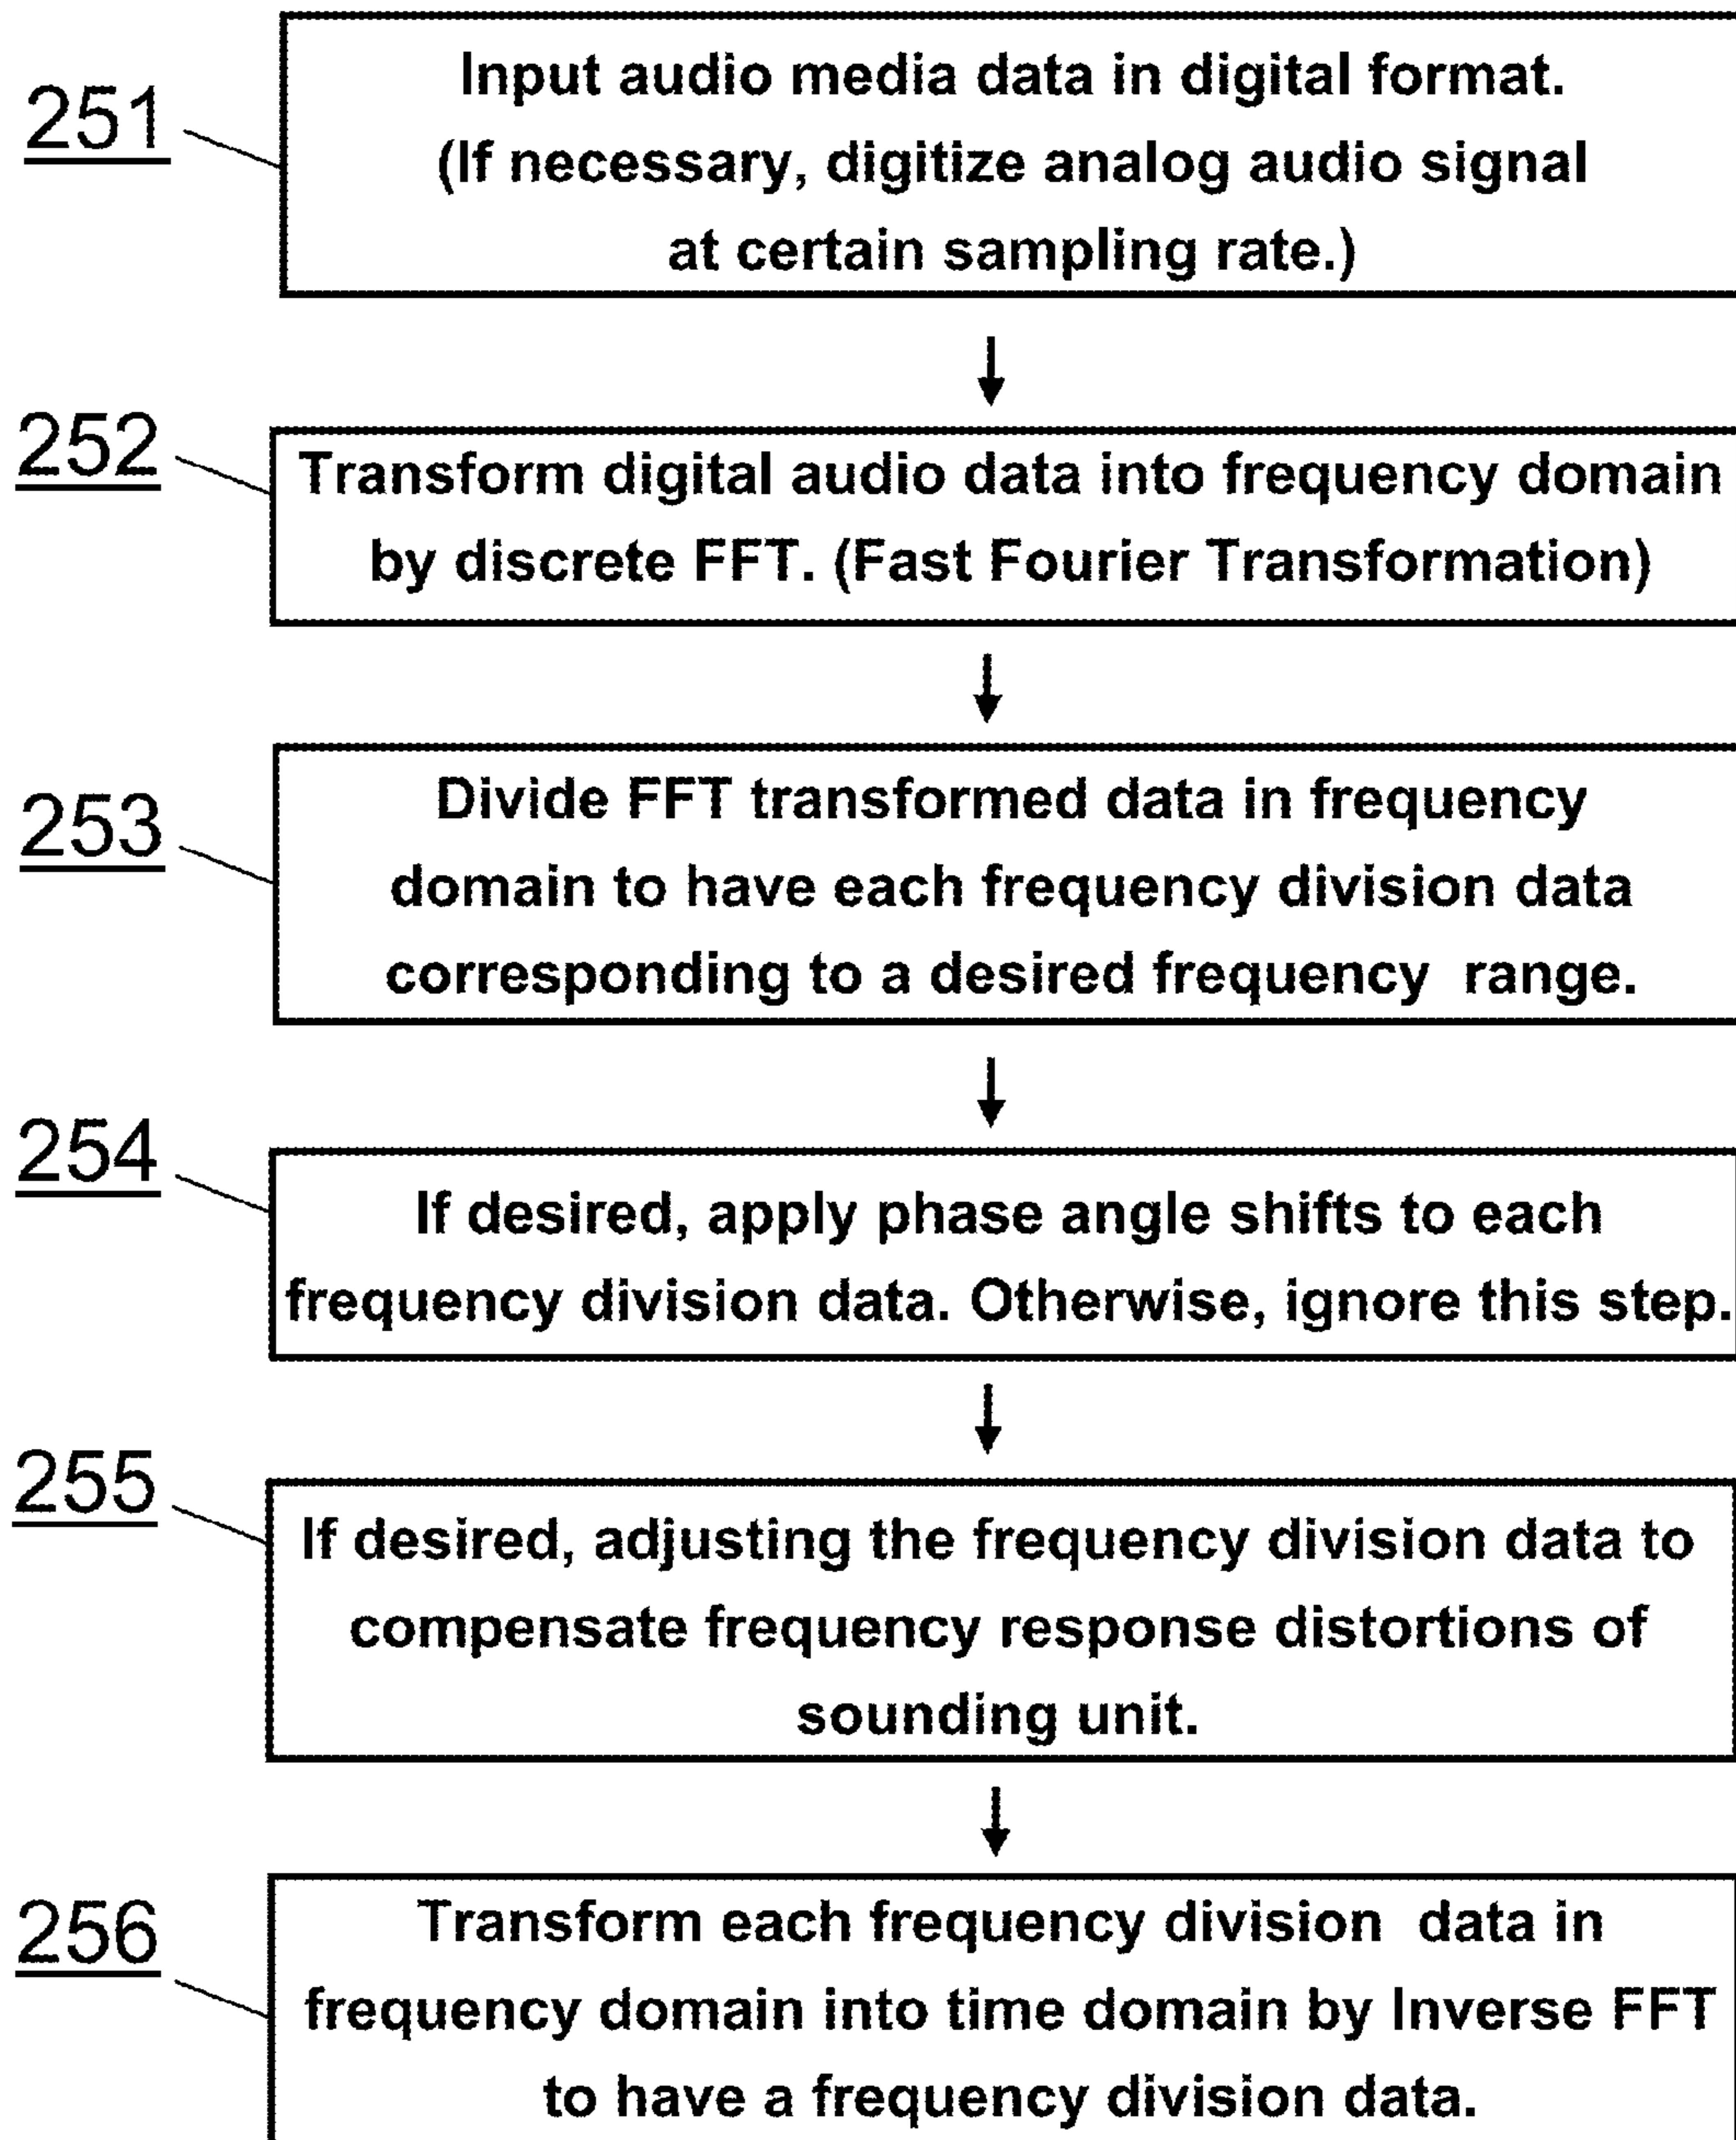 251
Input audio media data in digital format.
(If necessary, digitize analog audio signal
at certain sampling rate.)
252
Transform digital audio data into frequency domain
by discrete FFT. (Fast Fourier Transformation)
253
Divide FFT transformed data in frequency
domain to have each frequency division data
corresponding to a desired frequency range.
254
If desired, apply phase angle shifts to each
frequency division data. Otherwise, ignore this step.
255
If desired, adjusting the frequency division data to
compensate frequency response distortions of
sounding unit.
256
Transform each frequency division data in
frequency domain into time domain by Inverse FFT
to have a frequency division data.